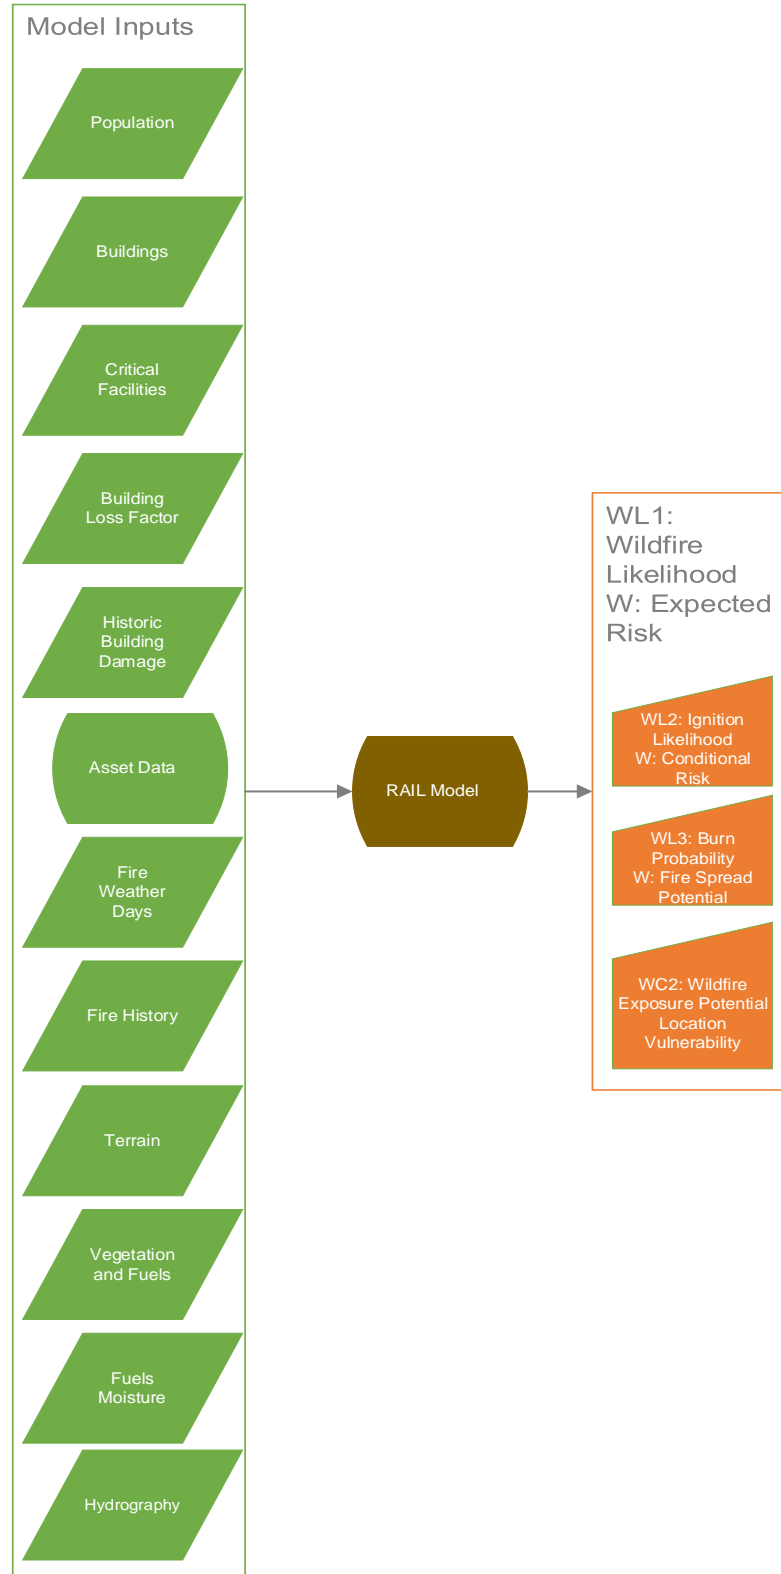 Model Inputs
Population
Buildings
Critical
Facilities
Building
Loss Factor
Historic
Building
Damage
Asset Data
Fire
Weather
Days
Fire History
Terrain
Vegetation
and Fuels
Fuels
Moisture
Hydrography
RAIL Model
WL1:
Wildfire
Likelihood
W: Expected
Risk
WL2: Ignition
Likelihood
W: Conditional
Risk
WL3: Burn
Probability
W: Fire Spread
Potential
WC2: Wildfire
Exposure Potential
Location
Vulnerability